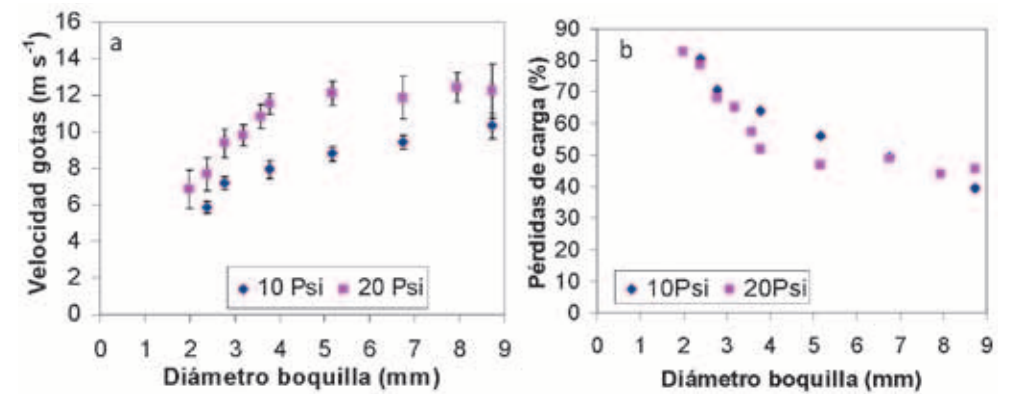 a
Velocidad gotas (m s⁻¹)
16
14
12
10
8
6
4
2
0
10 Psi 20 Psi
0 1 2 3 4 5 6 7 8 9
Diámetro boquilla (mm)
b
Pérdidas de carga (%)
90
80
70
60
50
40
30
20
10
0
10Psi 20Psi
0 1 2 3 4 5 6 7 8 9
Diámetro boquilla (mm)